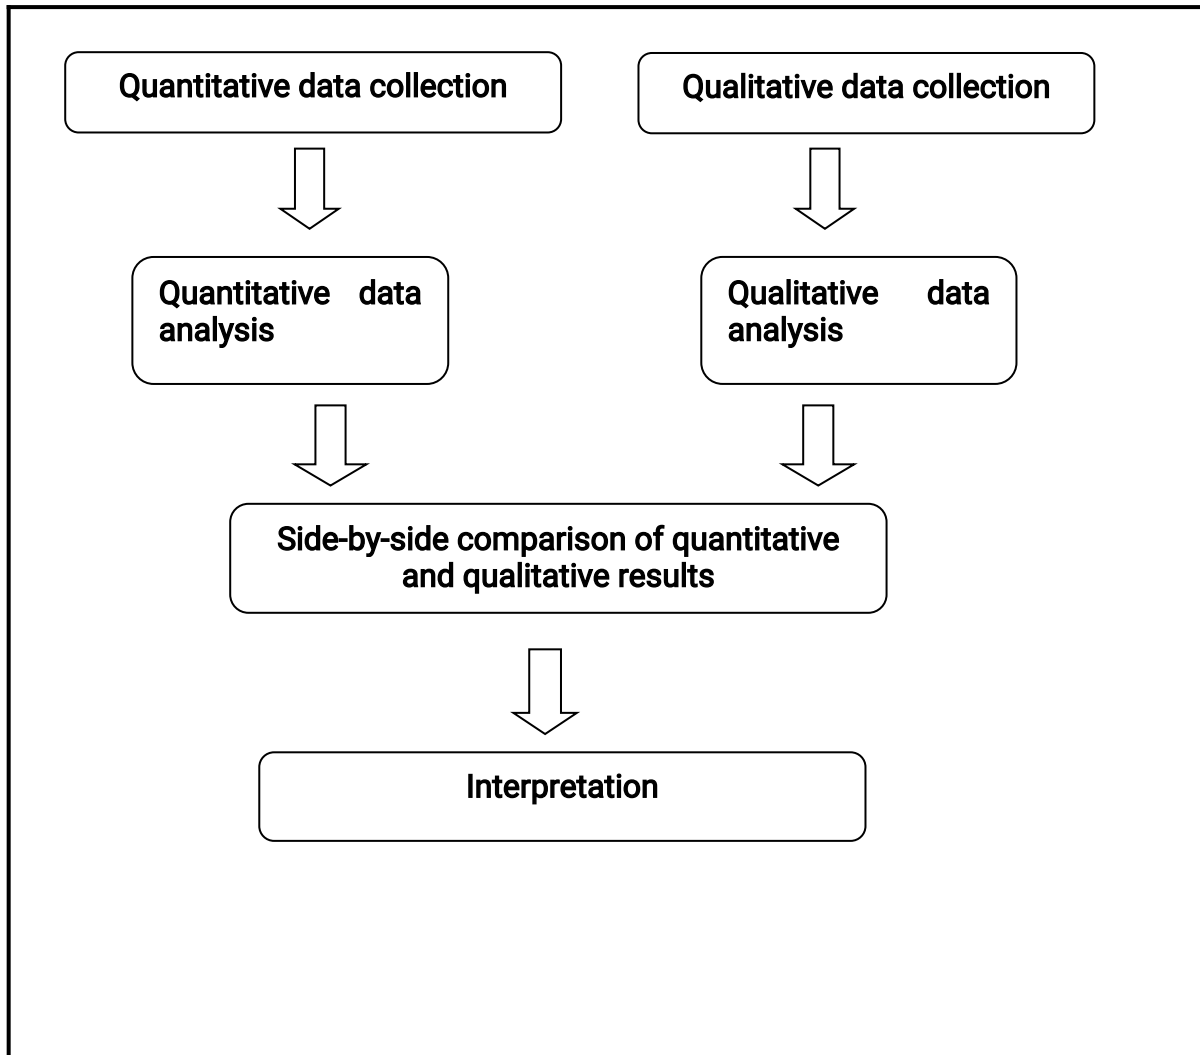 Quantitative data collection
Qualitative data collection
Quantitative data
analysis
Qualitative data
analysis
Side-by-side comparison of quantitative
and qualitative results
Interpretation